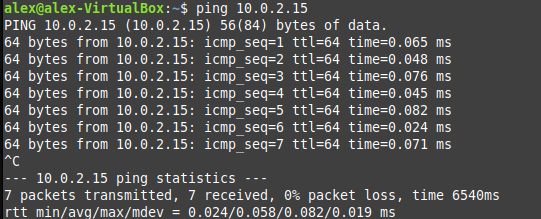 alex@alex-VirtualBox:~$ ping 10.0.2.15
PING 10.0.2.15 (10.0.2.15) 56(84) bytes of data.
64 bytes from 10.0.2.15: icmp_seq=1 ttl=64 time=0.065 ms
64 bytes from 10.0.2.15: icmp_seq=2 ttl=64 time=0.048 ms
64 bytes from 10.0.2.15: icmp_seq=3 ttl=64 time=0.076 ms
64 bytes from 10.0.2.15: icmp_seq=4 ttl=64 time=0.045 ms
64 bytes from 10.0.2.15: icmp_seq=5 ttl=64 time=0.082 ms
64 bytes from 10.0.2.15: icmp_seq=6 ttl=64 time=0.024 ms
64 bytes from 10.0.2.15: icmp_seq=7 ttl=64 time=0.071 ms
^C
--- 10.0.2.15 ping statistics ---
7 packets transmitted, 7 received, 0% packet loss, time 6540ms
rtt min/avg/max/mdev = 0.024/0.058/0.082/0.019 ms